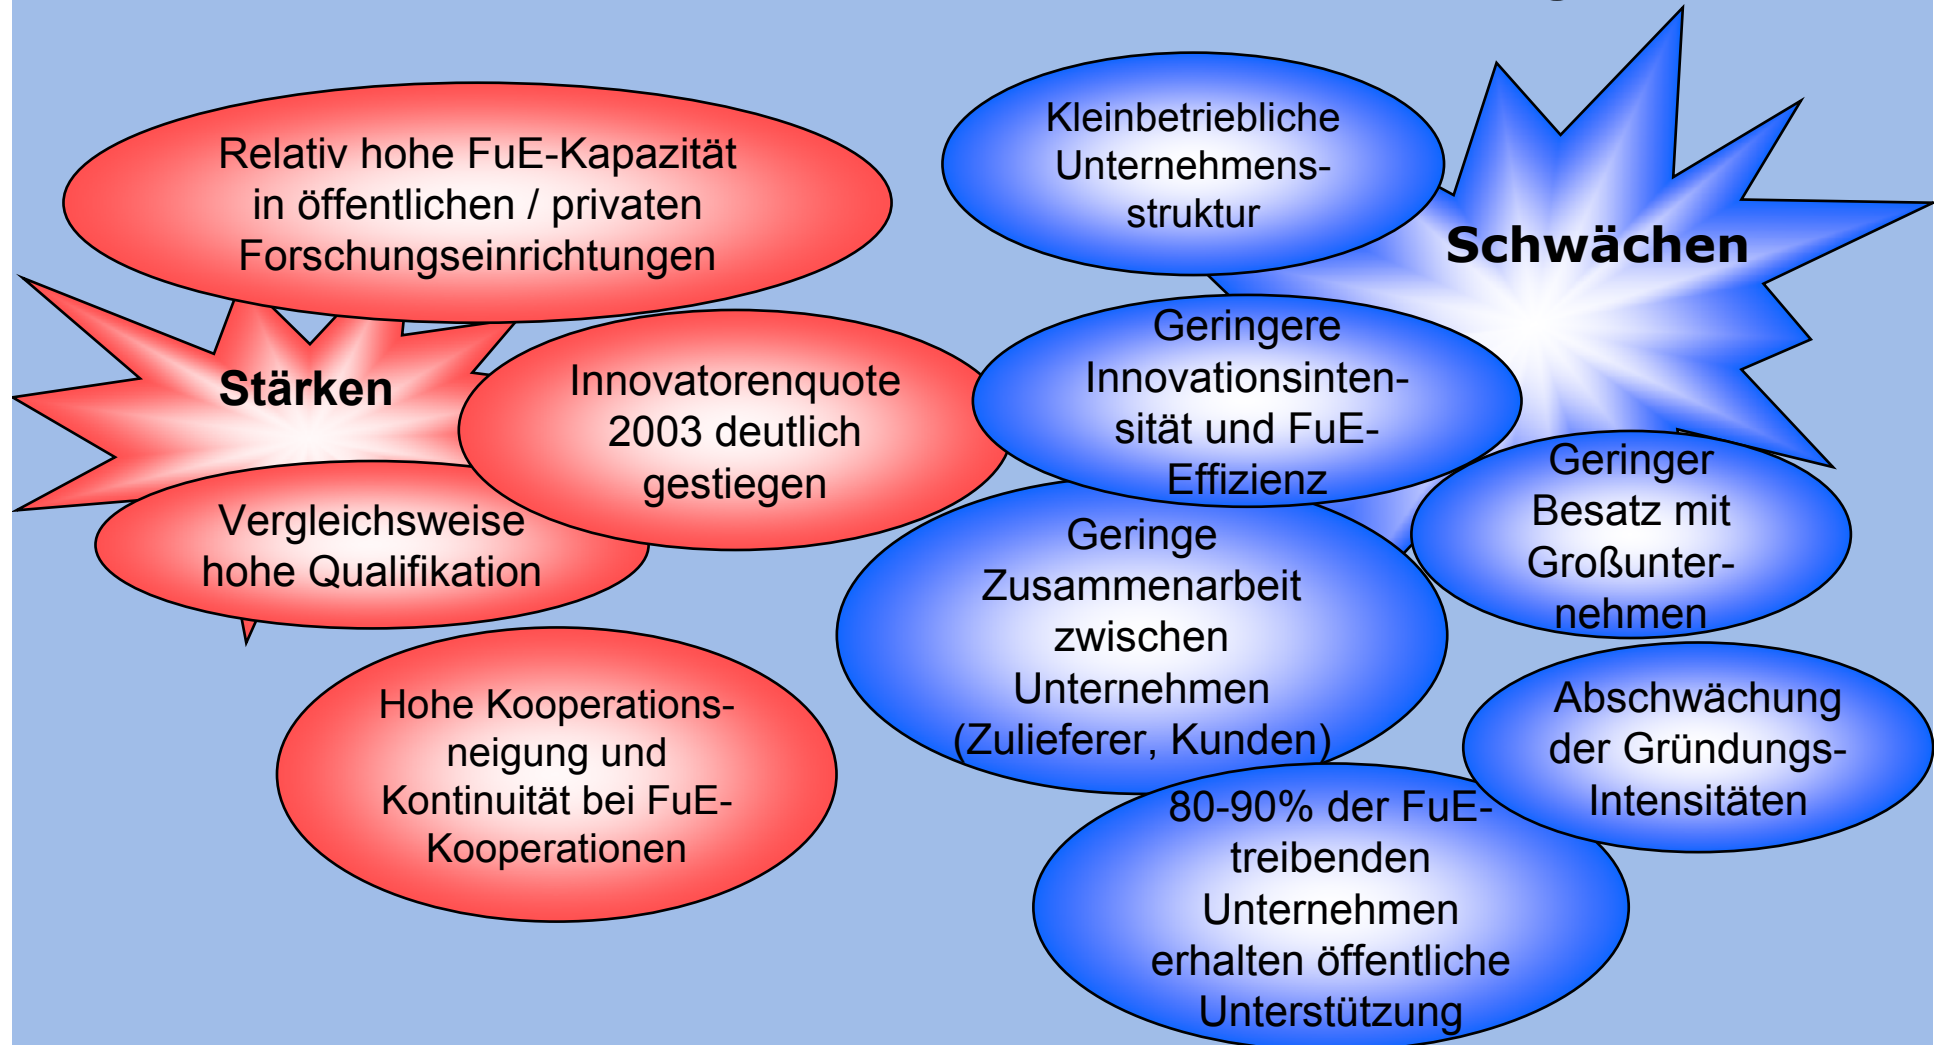 Relativ hohe FuE-Kapazität
in öffentlichen / privaten
Forschungseinrichtungen
Stärken
Innovatorenquote
2003 deutlich
gestiegen
Vergleichsweise
hohe Qualifikation
Hohe Kooperations-
neigung und
Kontinuität bei FuE-
Kooperationen
Kleinbetriebliche
Unternehmens-
struktur
Schwächen
Geringere
Innovationsinten-
sität und FuE-
Effizienz
Geringer
Besatz mit
Großunter-
nehmen
Geringe
Zusammenarbeit
zwischen
Unternehmen
(Zulieferer, Kunden)
Abschwächung
der Gründungs-
Intensitäten
80-90% der FuE-
treibenden
Unternehmen
erhalten öffentliche
Unterstützung